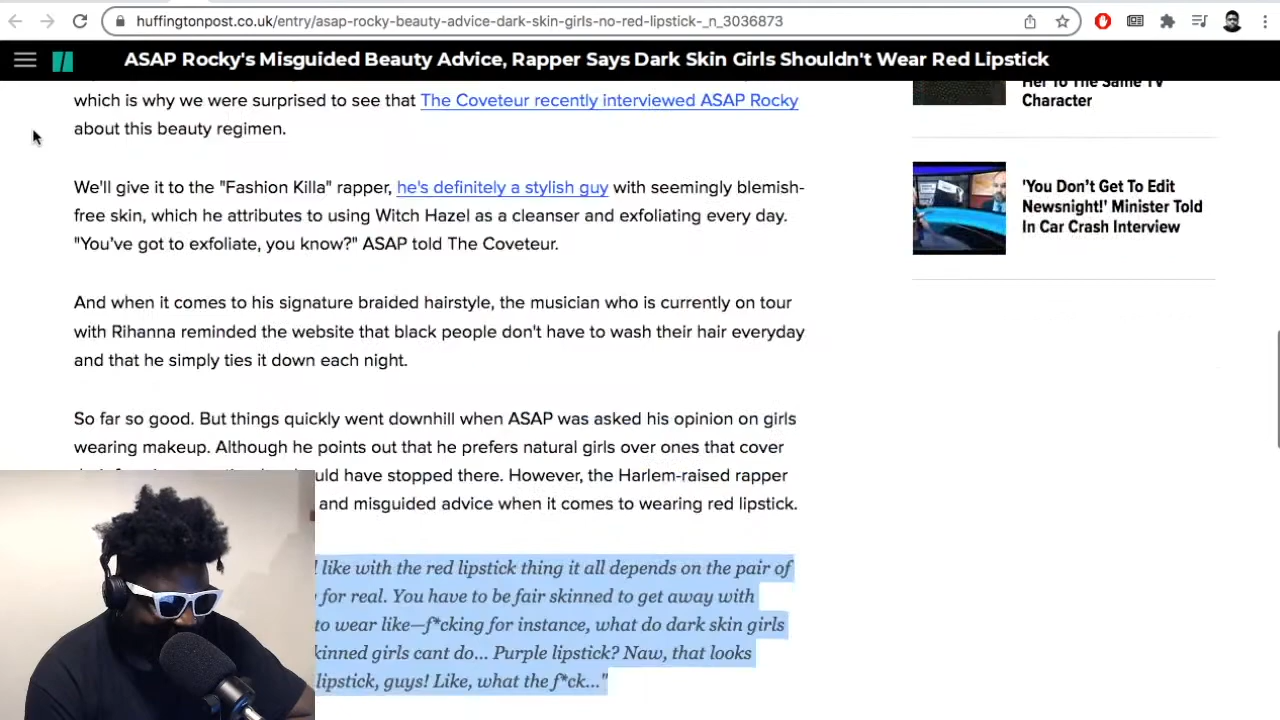 huffingtonpost.co.uk/entry/asap-rocky-beauty-advice-dark-skin-girls-no-red-lipstick-_n_3036873
ASAP Rocky's Misguided Beauty Advice, Rapper Says Dark Skin Girls Shouldn't Wear Red Lipstick
which is why we were surprised to see that The Coveteur recently interviewed ASAP Rocky
about this beauty regimen.
We'll give it to the "Fashion Killa" rapper, he's definitely a stylish guy with seemingly blemish-
free skin, which he attributes to using Witch Hazel as a cleanser and exfoliating every day.
"You've got to exfoliate, you know?" ASAP told The Coveteur.
And when it comes to his signature braided hairstyle, the musician who is currently on tour
with Rihanna reminded the website that black people don't have to wash their hair everyday
and that he simply ties it down each night.
So far so good. But things quickly went downhill when ASAP was asked his opinion on girls
wearing makeup. Although he points out that he prefers natural girls over ones that cover
have stopped there. However, the Harlem-raised rapper
and misguided advice when it comes to wearing red lipstick.
like with the red lipstick thing it all depends on the pair of
for real. You have to be fair skinned to get away with
to wear like—f*cking for instance, what do dark skin girls
girls cant do... Purple lipstick? Naw, that looks
lipstick, guys! Like, what the f*ck..."
Her To The Same TV
Character
'You Don't Get To Edit
Newsnight!' Minister Told
In Car Crash Interview